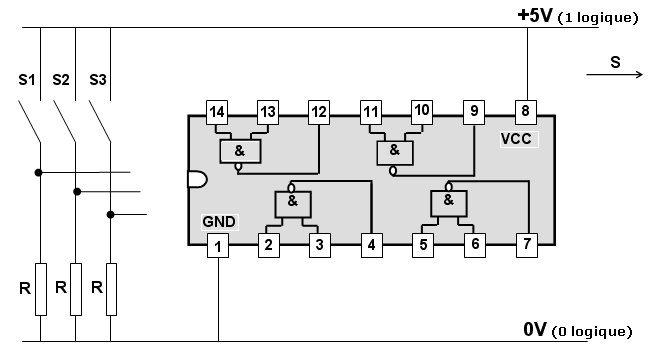 +5V (1 logique)
S
S1 S2 S3
14 13 12 11 10 9 8
& &
VCC
& &
GND
1 2 3 4 5 6 7
R R R
0V (0 logique)